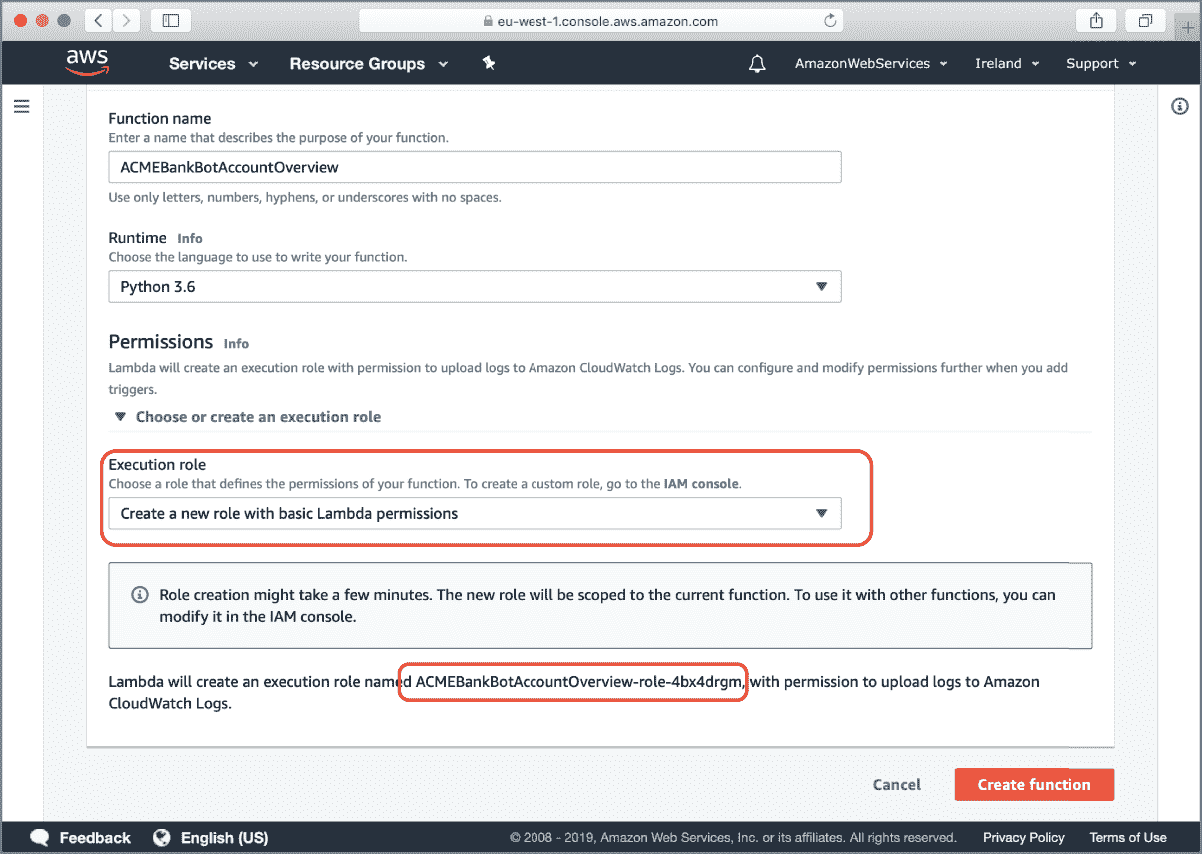 eu-west-1.console.aws.amazon.com
aws
Services
Resource Groups
AmazonWebServices
Ireland
Support
Function name
Enter a name that describes the purpose of your function.
ACMEBankBotAccountOverview
Use only letters, numbers, hyphens, or underscores with no spaces.
Runtime Info
Choose the language to use to write your function.
Python 3.6
Permissions Info
Lambda will create an execution role with permission to upload logs to Amazon CloudWatch Logs. You can configure and modify permissions further when you add
triggers.
Choose or create an execution role
Execution role
Choose a role that defines the permissions of your function. To create a custom role, go to the IAM console.
Create a new role with basic Lambda permissions
Role creation might take a few minutes. The new role will be scoped to the current function. To use it with other functions, you can
modify it in the IAM console.
Lambda will create an execution role named ACMEBankBotAccountOverview-role-4bx4drgm, with permission to upload logs to Amazon
CloudWatch Logs.
Cancel
Create function
Feedback
English (US)
© 2008 - 2019, Amazon Web Services, Inc. or its affiliates. All rights reserved.
Privacy Policy
Terms of Use